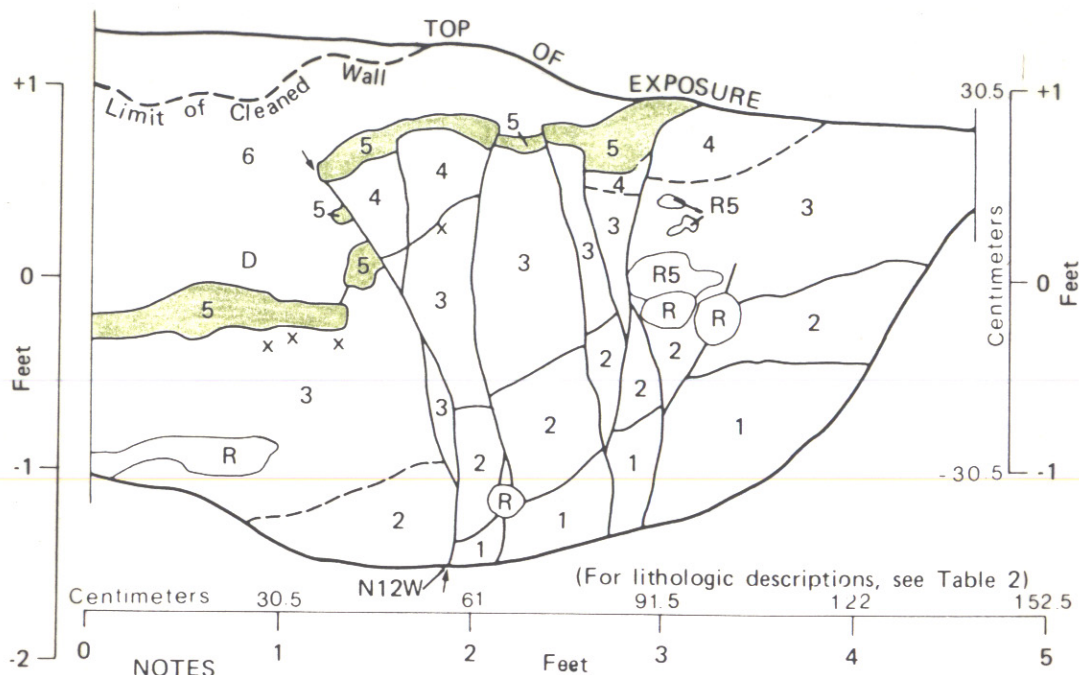 TOP OF EXPOSURE
Limit of Cleaned Wall
+1
30.5
+1
5
5
5
4
6
4
4
4
5
R5
3
3
3
D
5
3
R5
0
0
5
3
R
R
2
x
x x x
2
2
3
2
3
2
1
R
-1
2
1
-30.5
-1
R
2
1
1
N12W
(For lithologic descriptions, see Table 2)
Centimeters 30.5 61 91.5 122 152.5
0 1 2 3 4 5
-2
NOTES
Feet
Feet
Centimeters
Feet